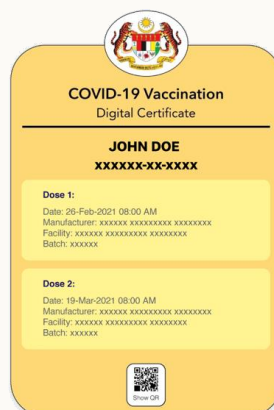 COVID-19 Vaccination
Digital Certificate
JOHN DOE
xxxxxx-xx-xxxx
Dose 1:
Date: 26-Feb-2021 08:00 AM
Manufacturer: xxxxxx xxxxxxxxx xxxxxxxx
Facility: xxxxxx xxxxxxxxx xxxxxxxx
Batch: xxxxxx
Dose 2:
Date: 19-Mar-2021 08:00 AM
Manufacturer: xxxxxx xxxxxxxxx xxxxxxxx
Facility: xxxxxx xxxxxxxxx xxxxxxxx
Batch: xxxxxx
Show QR